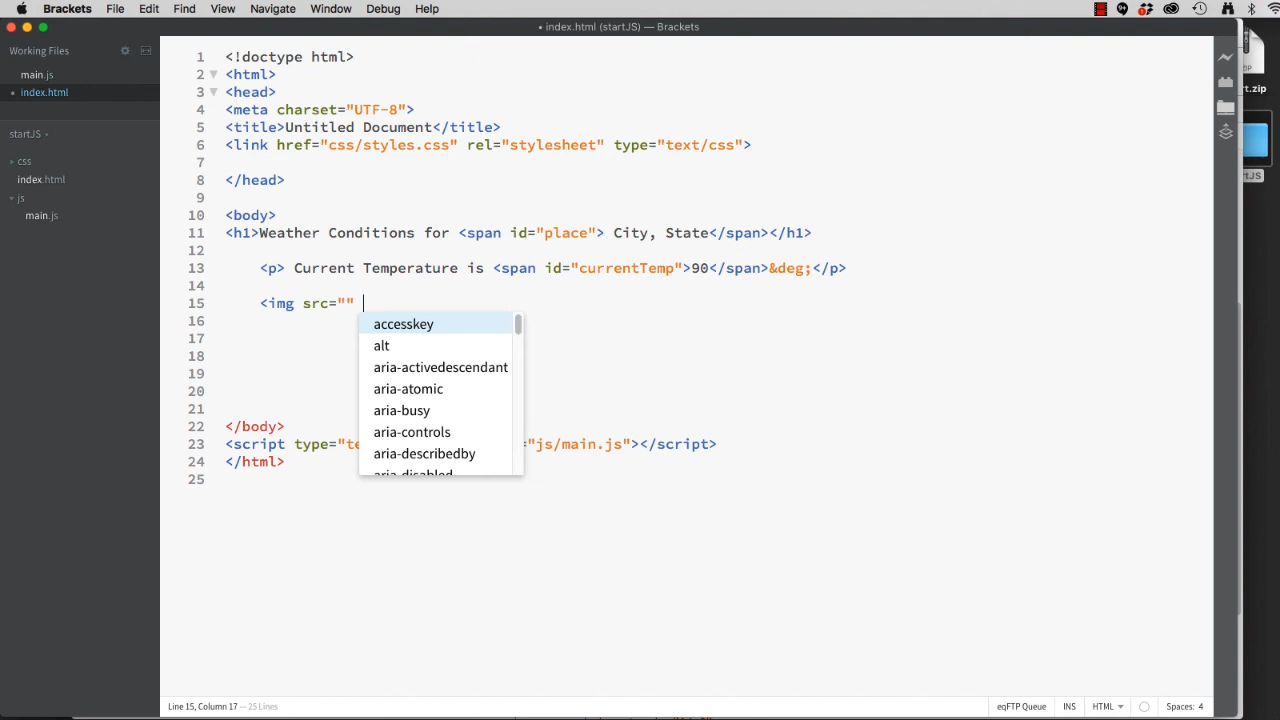 Brackets File Edit Find View Navigate Window Debug Help
• index.html (startJS) — Brackets
Working Files
main.js
• index.html
startJS
css
index.html
js
main.js
1 <!doctype html>
2 <html>
3 <head>
4 <meta charset="UTF-8">
5 <title>Untitled Document</title>
6 <link href="css/styles.css" rel="stylesheet" type="text/css">
7
8 </head>
9
10 <body>
11 <h1>Weather Conditions for <span id="place"> City, State</span></h1>
12
13 <p> Current Temperature is <span id="currentTemp">90</span>&deg;</p>
14
15 <img src=""
16
17
18
19
20
21
22 </body>
23 <script type="te ="js/main.js"></script>
24 </html>
25
accesskey
alt
aria-activedescendant
aria-atomic
aria-busy
aria-controls
aria-describedby
aria-disabled
Line 15, Column 17 — 25 Lines
eqFTP Queue INS HTML Spaces: 4